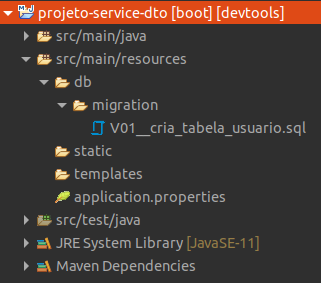 projeto-service-dto [boot] [devtools]
src/main/java
src/main/resources
db
migration
V01__cria_tabela_usuario.sql
static
templates
application.properties
src/test/java
JRE System Library [JavaSE-11]
Maven Dependencies